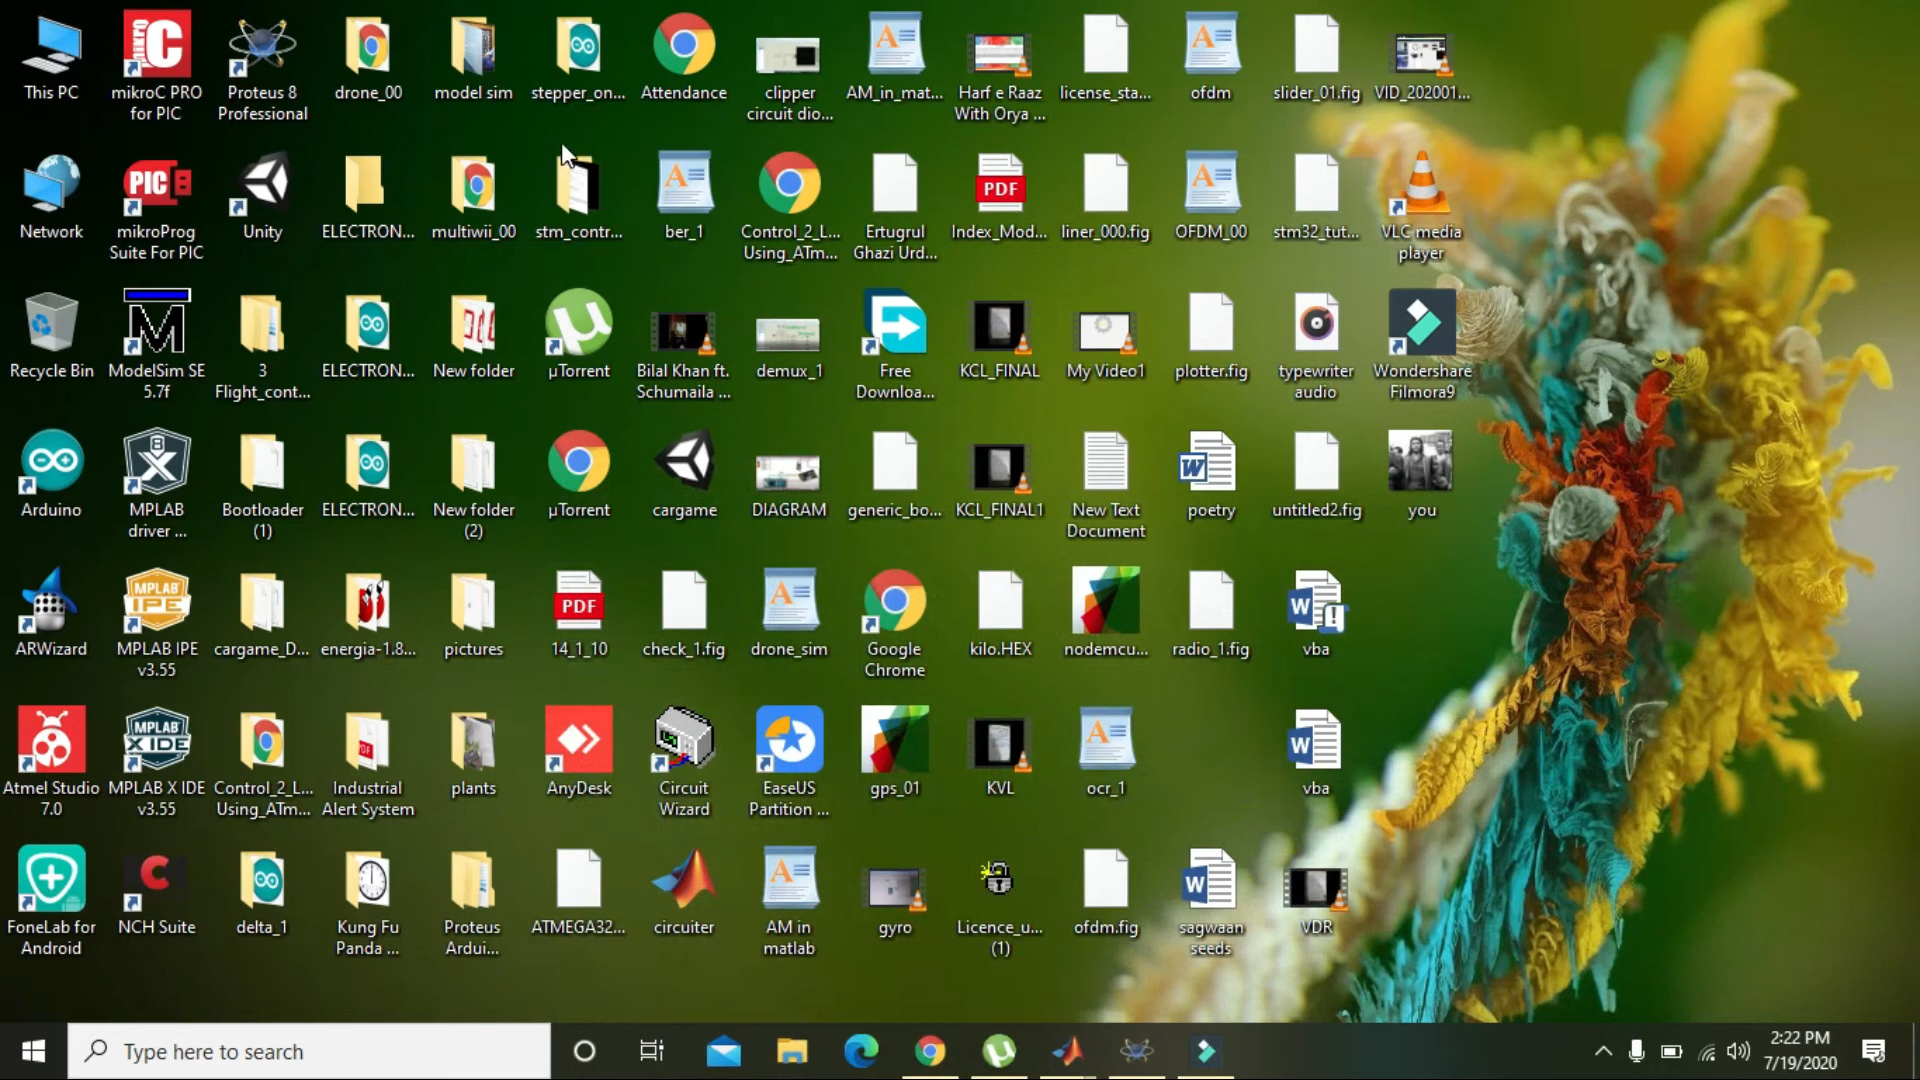 This PC
mikroC PRO
for PIC
Proteus 8
Professional
drone_00
model sim
stepper_on...
Attendance
clipper
circuit dio...
AM_in_mat...
Harf e Raaz
With Orya ...
license_sta...
ofdm
slider_01.fig
VID_202001...
Network
mikroProg
Suite For PIC
Unity
ELECTRON...
multiwii_00
stm_contr...
ber_1
Control_2_L...
Using_ATm...
Ertugrul
Ghazi Urd...
Index_Mod...
liner_000.fig
OFDM_00
stm32_tut...
VLC media
player
Recycle Bin
ModelSim SE
5.7f
3
Flight_cont...
ELECTRON...
New folder
µTorrent
Bilal Khan ft.
Schumaila ...
demux_1
Free
Downloa...
KCL_FINAL
My Video1
plotter.fig
typewriter
audio
Wondershare
Filmora9
Arduino
MPLAB
driver ...
Bootloader
(1)
ELECTRON...
New folder
(2)
µTorrent
cargame
DIAGRAM
generic_bo...
KCL_FINAL1
New Text
Document
poetry
untitled2.fig
you
ARWizard
MPLAB IPE
v3.55
cargame_D...
energia-1.8...
pictures
14_1_10
check_1.fig
drone_sim
Google
Chrome
kilo.HEX
nodemcu...
radio_1.fig
vba
Atmel Studio
7.0
MPLAB X IDE
v3.55
Control_2_L...
Using_ATm...
Industrial
Alert System
plants
AnyDesk
Circuit
Wizard
EaseUS
Partition ...
gps_01
KVL
ocr_1
vba
FoneLab for
Android
NCH Suite
delta_1
Kung Fu
Panda ...
Proteus
Ardui...
ATMEGA32...
circuiter
AM in
matlab
gyro
Licence_u...
(1)
ofdm.fig
sagwaan
seeds
VDR
Type here to search
2:22 PM
7/19/2020